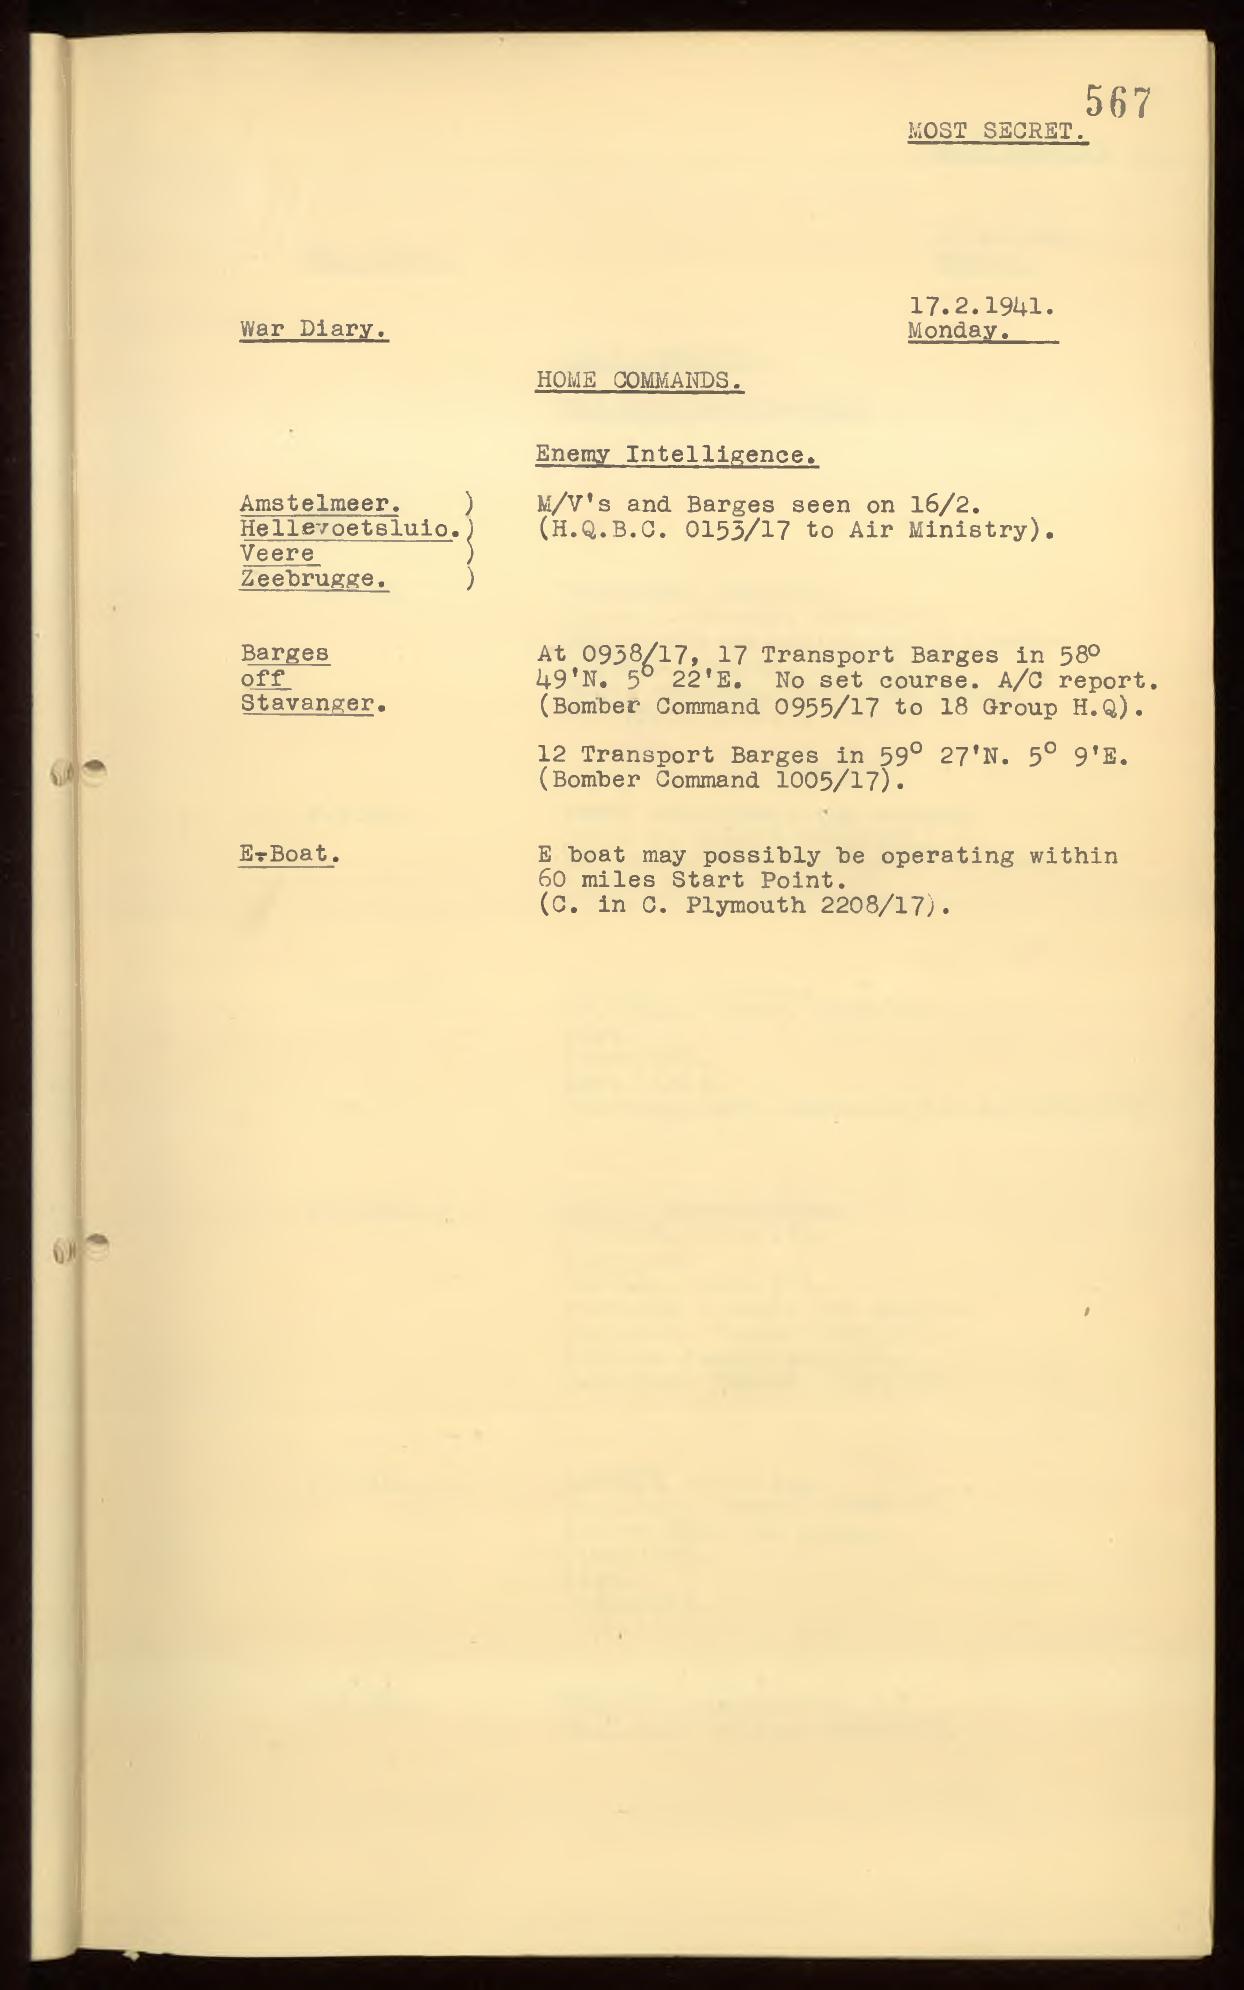 567
MOST SECRET.
17.2.1941.
War Diary.
Monday.
HOME COMMANDS.
Enemy Intelligence.
Amstelmeer. ) M/V's and Barges seen on 16/2.
Hellevoetsluio.) (H.Q.B.C. 0153/17 to Air Ministry).
Veere )
Zeebrugge. )
Barges At 0938/17, 17 Transport Barges in 58°
off 49'N. 5° 22'E. No set course. A/C report.
Stavanger. (Bomber Command 0955/17 to 18 Group H.Q).
12 Transport Barges in 59° 27'N. 5° 9'E.
(Bomber Command 1005/17).
E-Boat. E boat may possibly be operating within
60 miles Start Point.
(C. in C. Plymouth 2208/17).